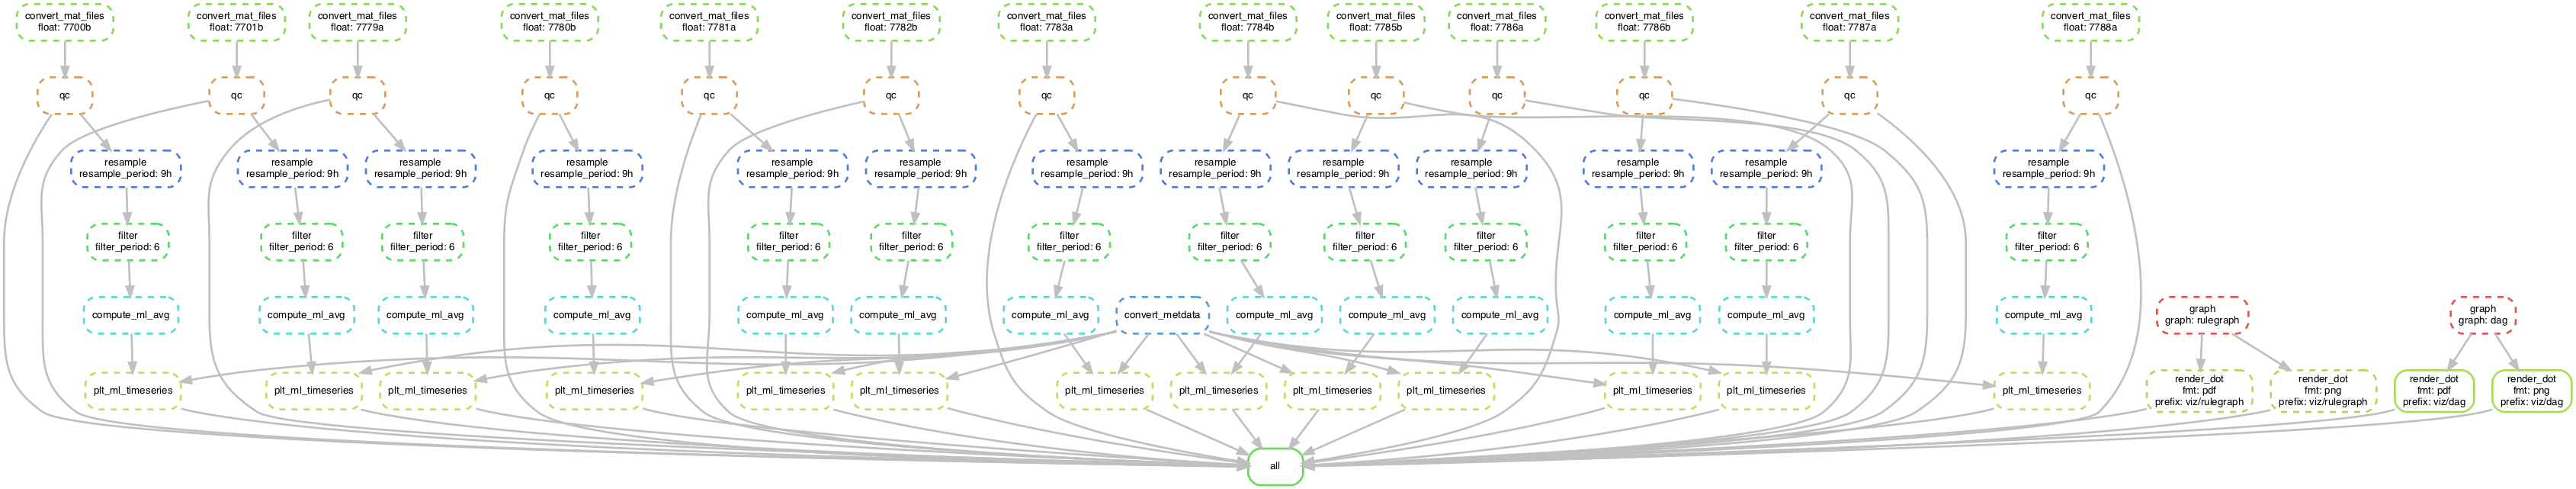 convert_mat_files
float: 7700b
convert_mat_files
float: 7701b
convert_mat_files
float: 7779a
convert_mat_files
float: 7780b
convert_mat_files
float: 7781a
convert_mat_files
float: 7782b
convert_mat_files
float: 7783a
convert_mat_files
float: 7784b
convert_mat_files
float: 7785b
convert_mat_files
float: 7786a
convert_mat_files
float: 7786b
convert_mat_files
float: 7787a
convert_mat_files
float: 7788a
qc
qc
qc
qc
qc
qc
qc
qc
qc
qc
qc
qc
qc
resample
resample_period: 9h
resample
resample_period: 9h
resample
resample_period: 9h
resample
resample_period: 9h
resample
resample_period: 9h
resample
resample_period: 9h
resample
resample_period: 9h
resample
resample_period: 9h
resample
resample_period: 9h
resample
resample_period: 9h
resample
resample_period: 9h
resample
resample_period: 9h
resample
resample_period: 9h
filter
filter_period: 6
filter
filter_period: 6
filter
filter_period: 6
filter
filter_period: 6
filter
filter_period: 6
filter
filter_period: 6
filter
filter_period: 6
filter
filter_period: 6
filter
filter_period: 6
filter
filter_period: 6
filter
filter_period: 6
filter
filter_period: 6
filter
filter_period: 6
compute_ml_avg
compute_ml_avg
compute_ml_avg
compute_ml_avg
compute_ml_avg
compute_ml_avg
compute_ml_avg
convert_metdata
compute_ml_avg
compute_ml_avg
compute_ml_avg
compute_ml_avg
compute_ml_avg
compute_ml_avg
graph
graph: rulegraph
graph
graph: dag
plt_ml_timeseries
plt_ml_timeseries
plt_ml_timeseries
plt_ml_timeseries
plt_ml_timeseries
plt_ml_timeseries
plt_ml_timeseries
plt_ml_timeseries
plt_ml_timeseries
plt_ml_timeseries
plt_ml_timeseries
plt_ml_timeseries
plt_ml_timeseries
render_dot
fmt: pdf
prefix: viz/rulegraph
render_dot
fmt: png
prefix: viz/rulegraph
render_dot
fmt: pdf
prefix: viz/dag
render_dot
fmt: png
prefix: viz/dag
all